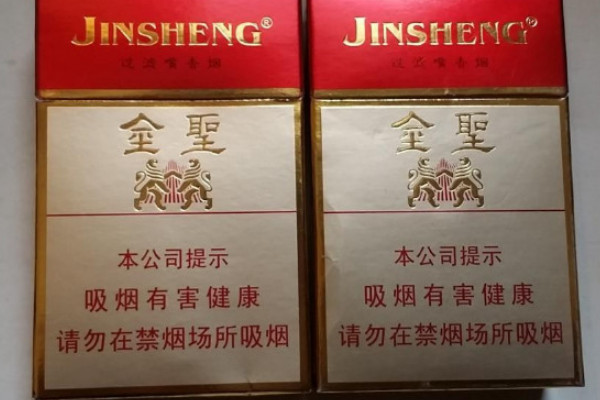 JINSHENG®
过滤嘴香烟
金聖
本公司提示
吸烟有害健康
请勿在禁烟场所吸烟
JINSHENG®
过滤嘴香烟
金聖
本公司提示
吸烟有害健康
请勿在禁烟场所吸烟